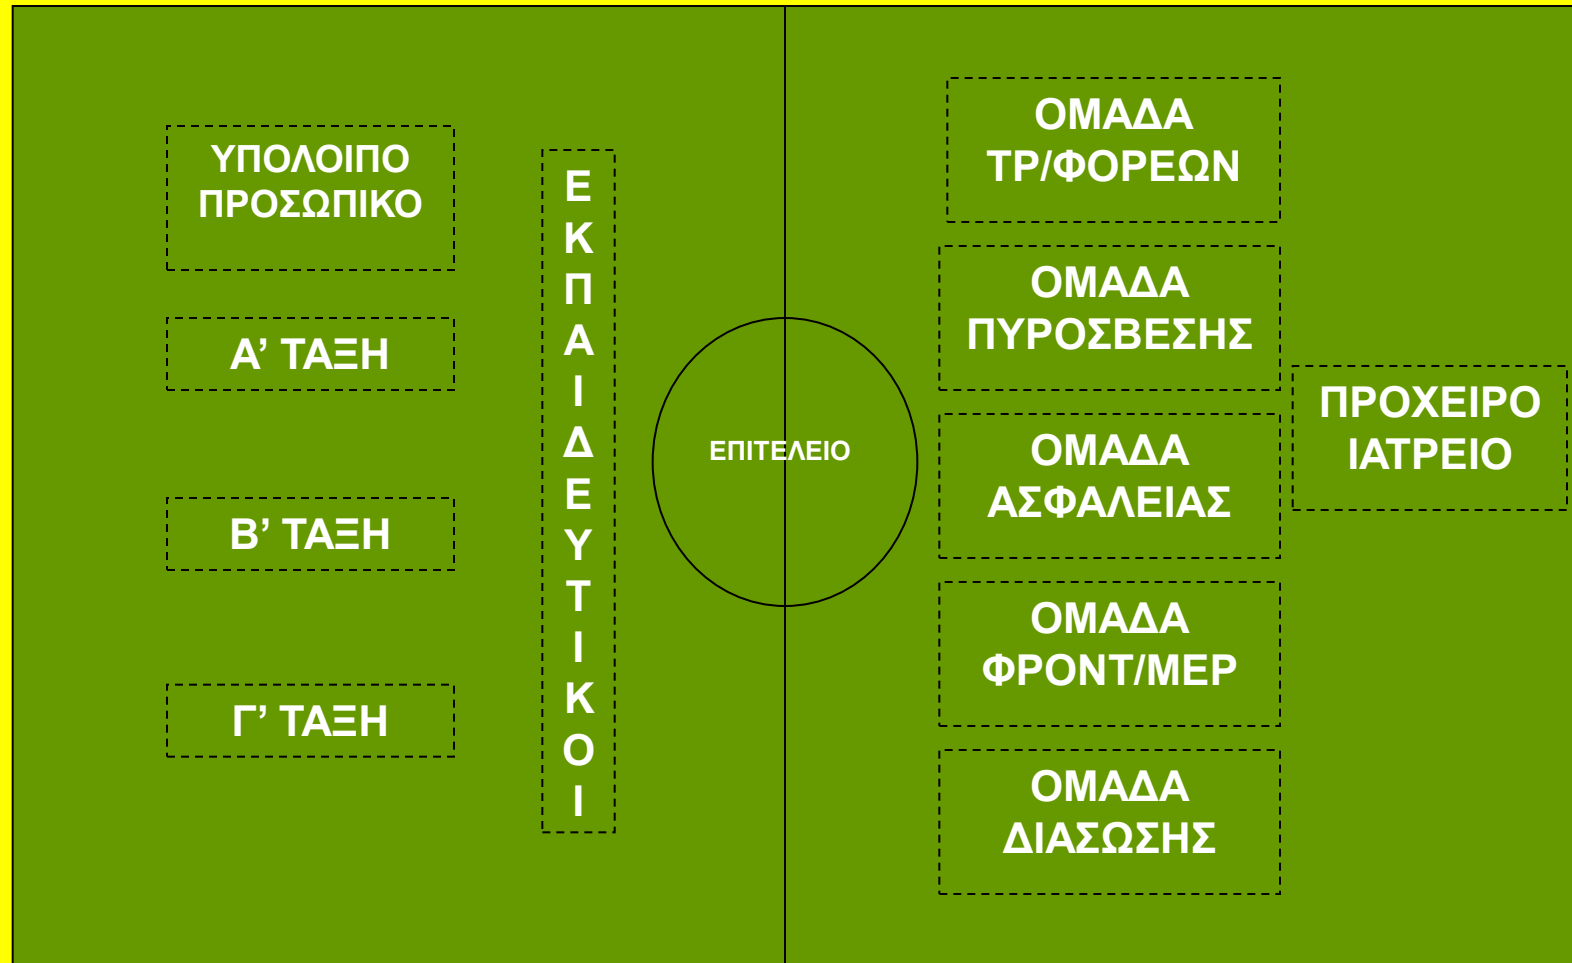 ΥΠΟΛΟΙΠΟ
ΠΡΟΣΩΠΙΚΟ
Α’ ΤΑΞΗ
Β’ ΤΑΞΗ
Γ’ ΤΑΞΗ
Ε
Κ
Π
Α
Ι
Δ
Ε
Υ
Τ
Ι
Κ
Ο
Ι
ΕΠΙΤΕΛΕΙΟ
ΟΜΑΔΑ
ΤΡ/ΦΟΡΕΩΝ
ΟΜΑΔΑ
ΠΥΡΟΣΒΕΣΗΣ
ΟΜΑΔΑ
ΑΣΦΑΛΕΙΑΣ
ΟΜΑΔΑ
ΦΡΟΝΤ/ΜΕΡ
ΟΜΑΔΑ
ΔΙΑΣΩΣΗΣ
ΠΡΟΧΕΙΡΟ
ΙΑΤΡΕΙΟ